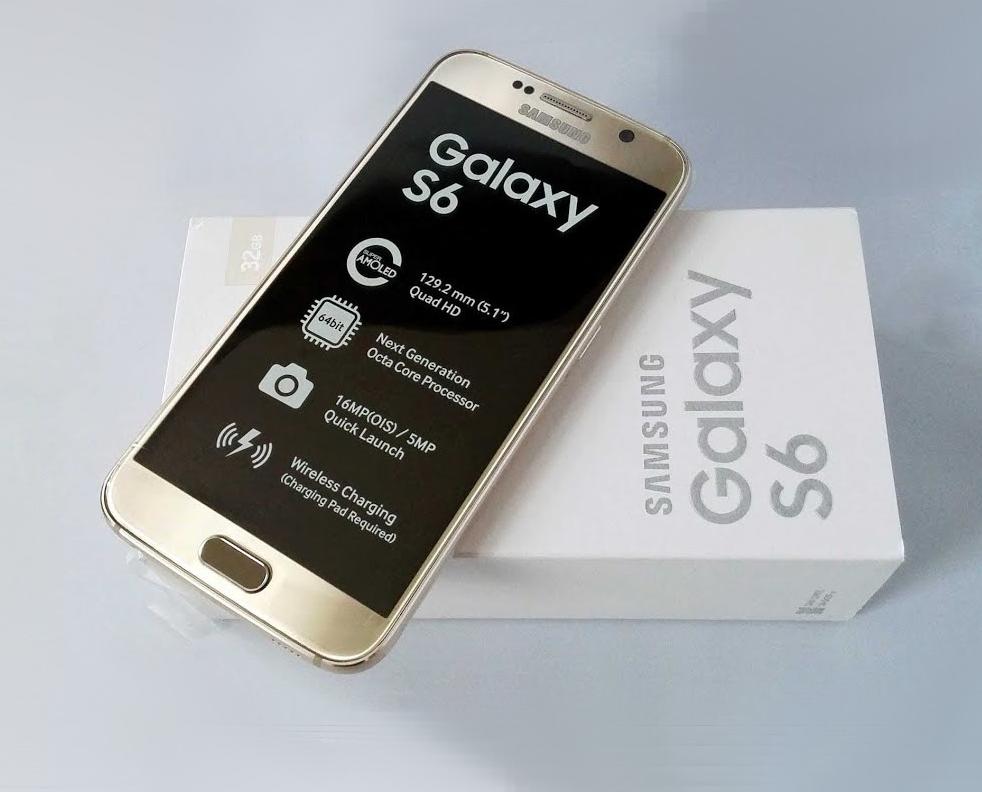 SAMSUNG
Galaxy
S6
SUPER
AMOLED
129.2 mm (5.1")
Quad HD
64bit
Next Generation
Octa Core Processor
16MP(OIS) / 5MP
Quick Launch
Wireless Charging
(Charging Pad Required)
32GB
SAMSUNG
Galaxy
S6